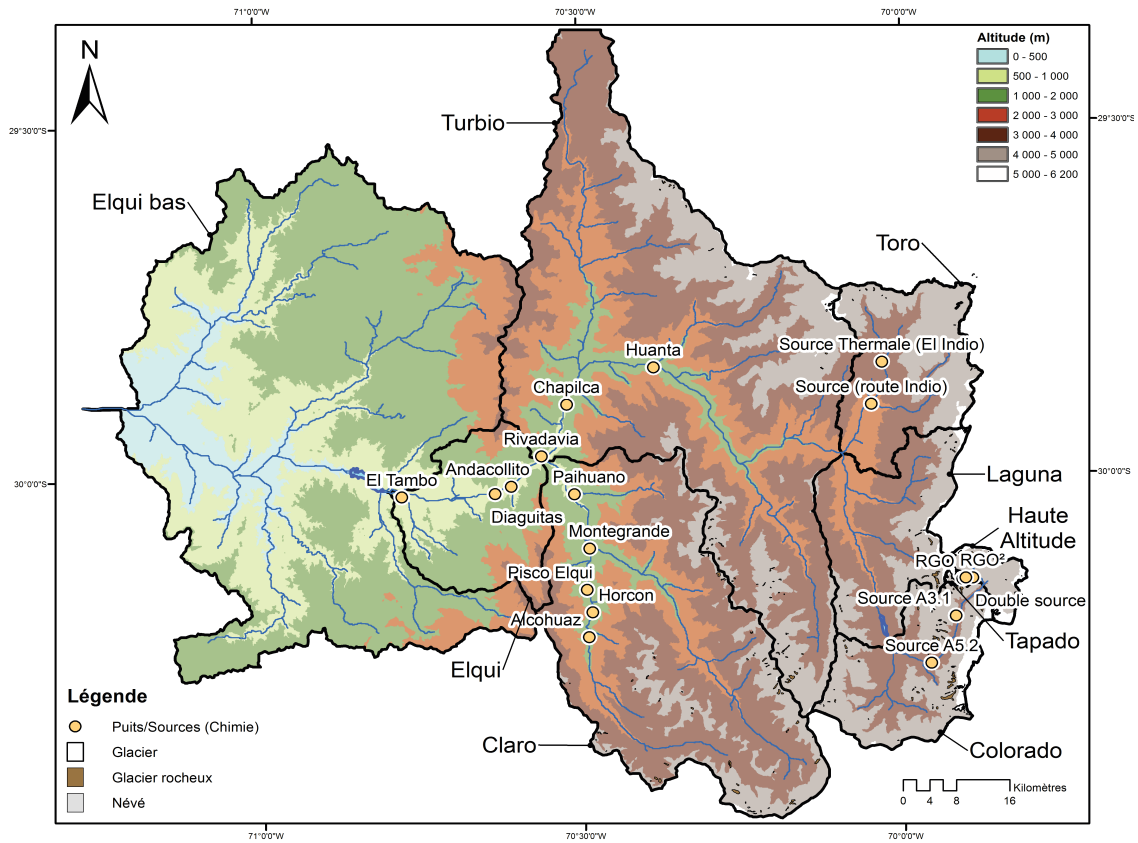 71°0'0"W
70°30'0"W
70°0'0"W
N
Altitude (m)
0 - 500
500 - 1 000
1 000 - 2 000
2 000 - 3 000
3 000 - 4 000
4 000 - 5 000
5 000 - 6 200
Turbio
29°30'0"S
29°30'0"S
Elqui bas
Toro
Source Thermale (El Indio)
Huanta
Source (route Indio)
Chapilca
Rivadavia
Andacollito
El Tambo
Paihuano
30°0'0"S
30°0'0"S
Laguna
Diaguitas
Haute
Altitude
Montegrande
RGO
RGO²
Pisco Elqui
Horcon
Source A3.1
Double source
Alcohuaz
Tapado
Source A5.2
Elqui
Légende
Puits/Sources (Chimie)
Glacier
Glacier rocheux
Névé
Claro
Colorado
Kilomètres
0 4 8 16
71°0'0"W
70°30'0"W
70°0'0"W